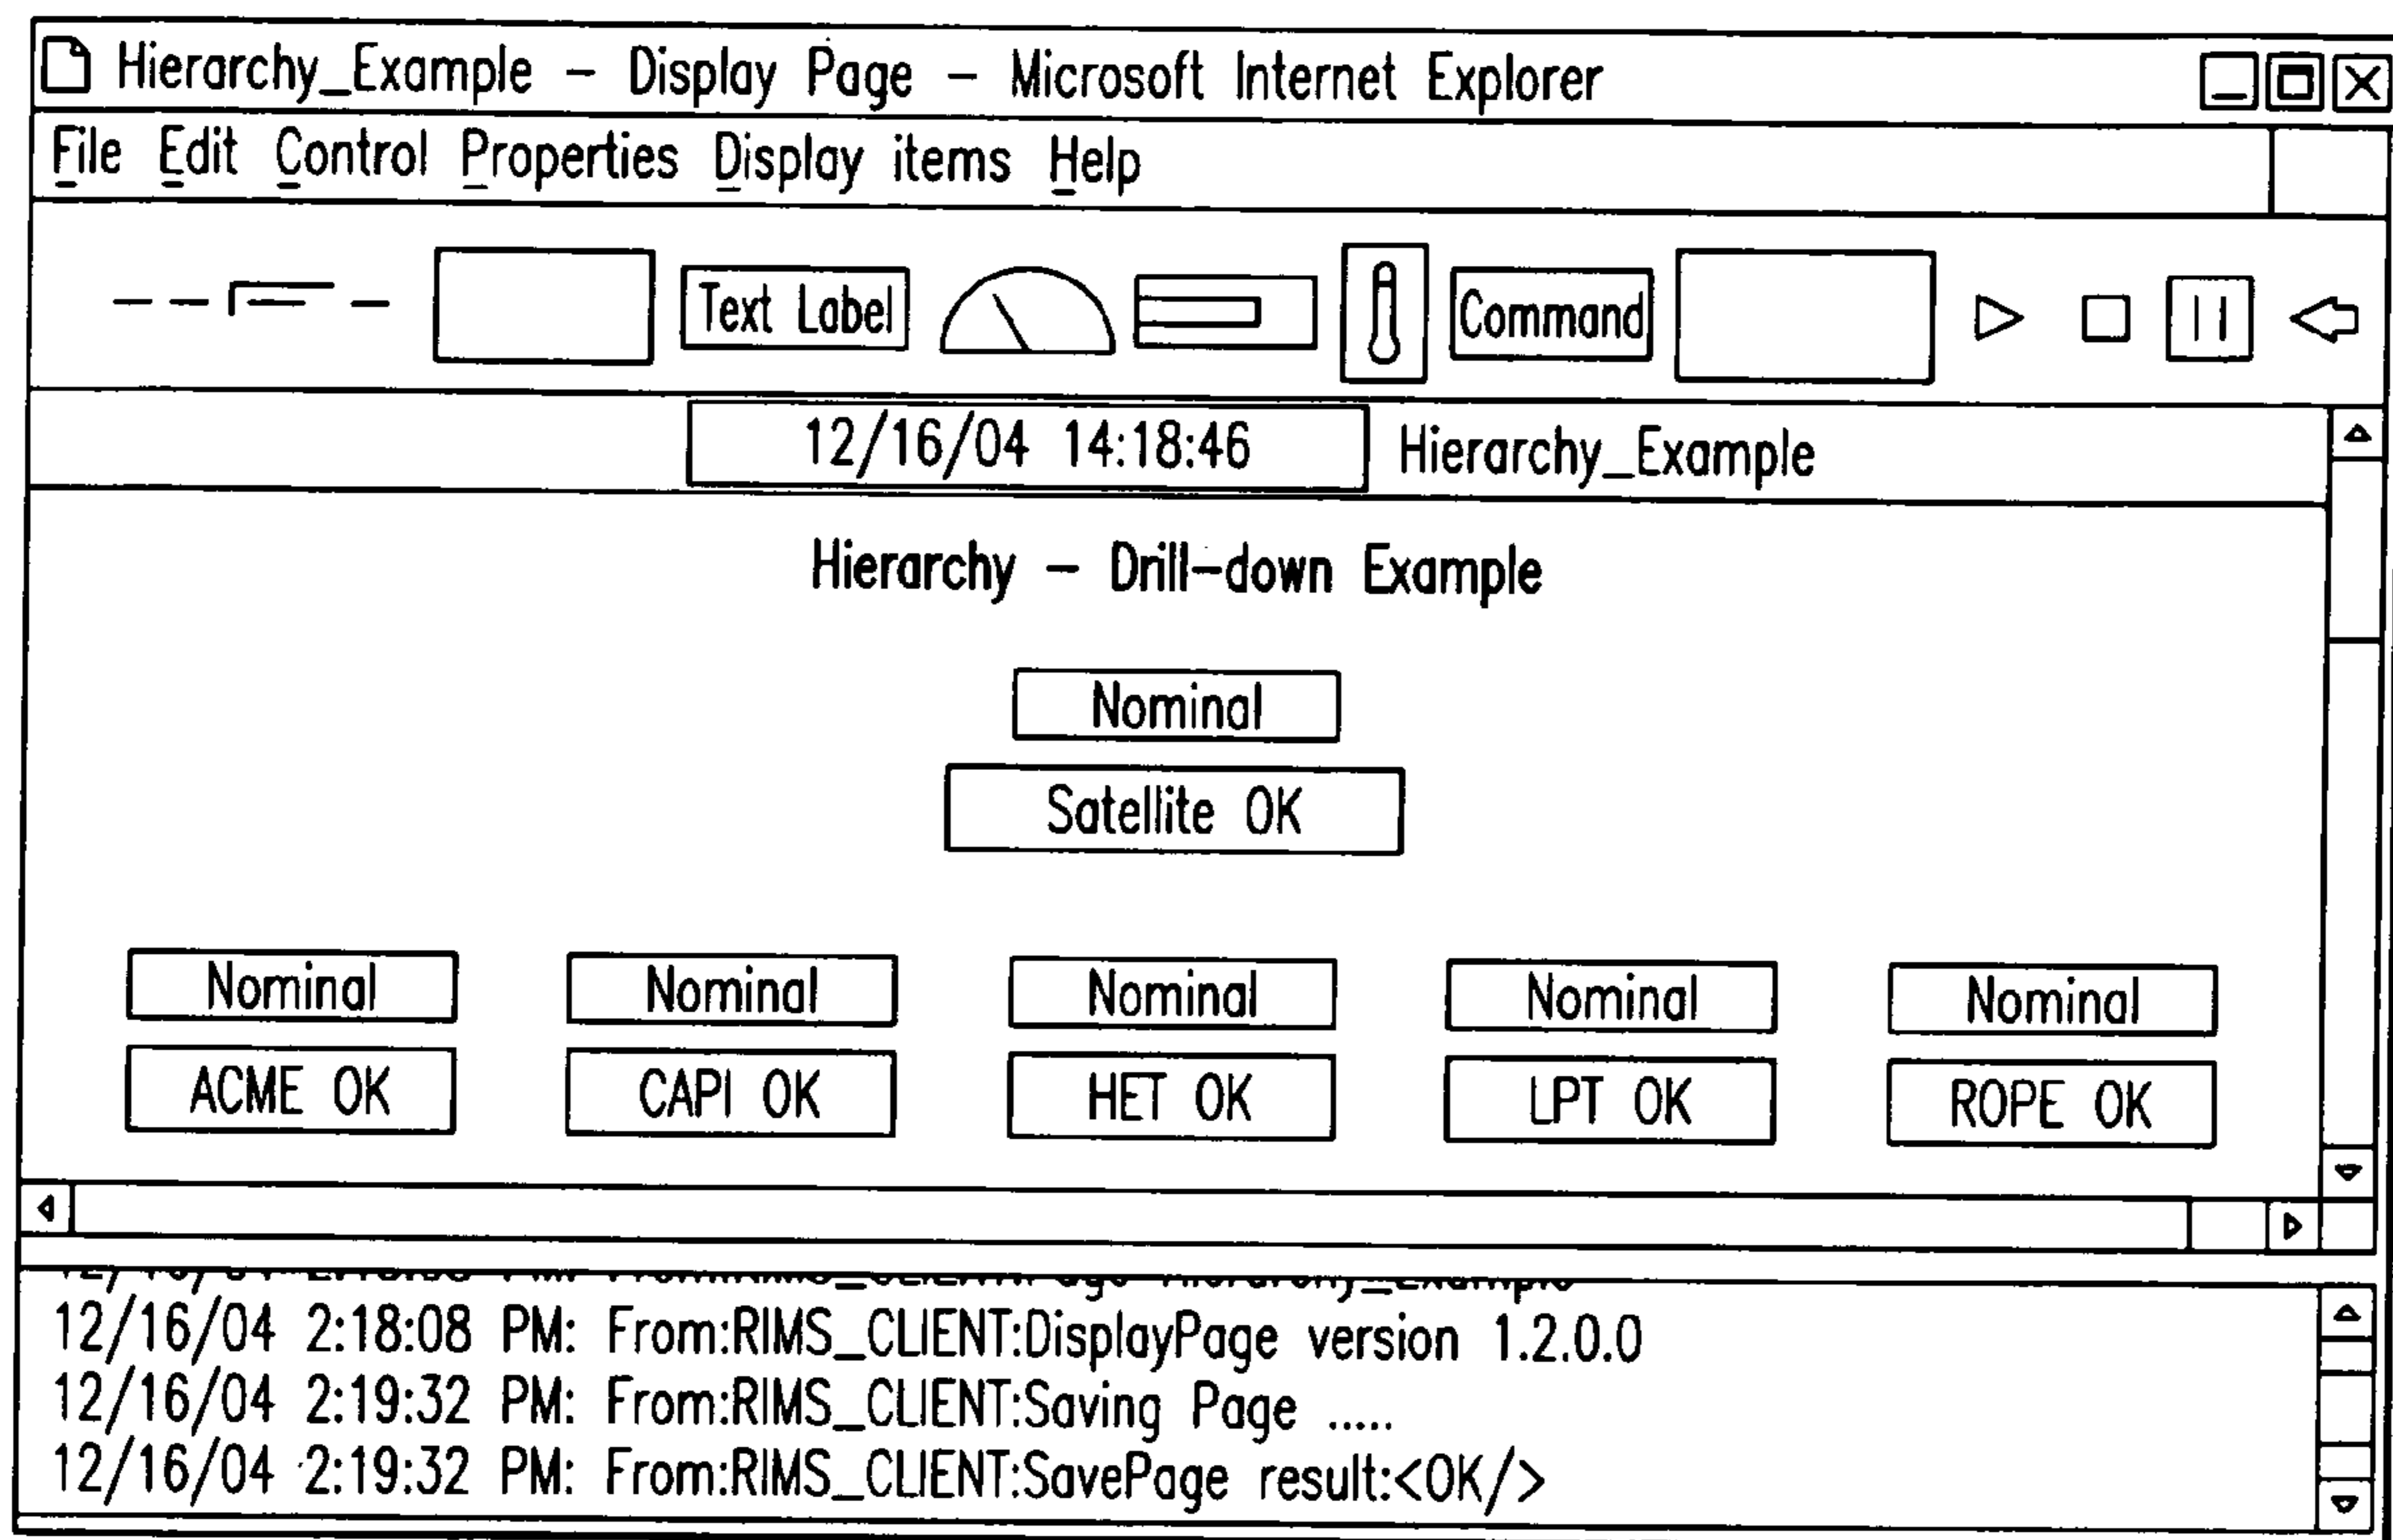 Hierarchy_Example – Display Page – Microsoft Internet Explorer
File Edit Control Properties Display items Help
Text Label Command
12/16/04 14:18:46 Hierarchy_Example
Hierarchy – Drill-down Example
Nominal
Satellite OK
Nominal Nominal Nominal Nominal Nominal
ACME OK CAPI OK HET OK LPT OK ROPE OK
12/16/04 2:18:08 PM: From:RIMS_CLIENT:DisplayPage version 1.2.0.0
12/16/04 2:19:32 PM: From:RIMS_CLIENT:Saving Page .....
12/16/04 2:19:32 PM: From:RIMS_CLIENT:SavePage result:<OK/>